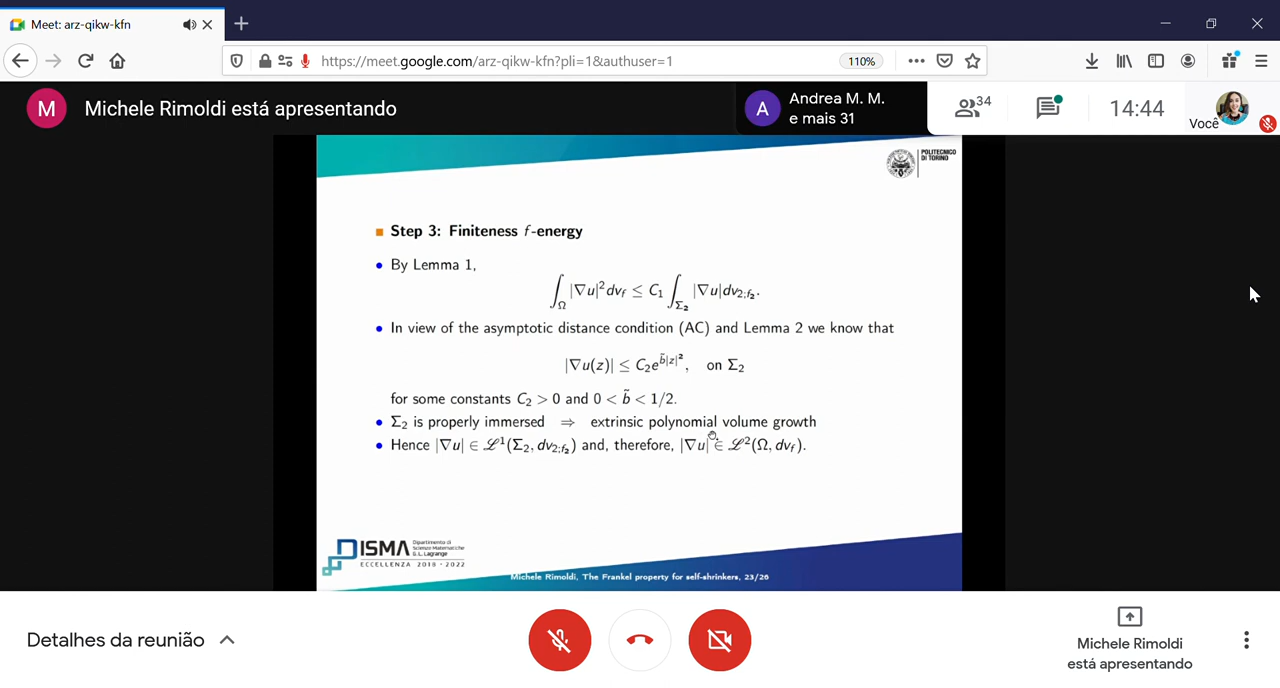 Meet: arz-qikw-kfn
https://meet.google.com/arz-qikw-kfn?pli=1&authuser=1
110%
M
Michele Rimoldi está apresentando
A
Andrea M. M.
e mais 31
34
14:44
Você
POLITECNICO
DI TORINO
Step 3: Finiteness f-energy
• By Lemma 1,
∫_Ω |∇u|² dv_f ≤ C₁ ∫_{Σ₂} |∇u| dv_{2;f₂}.
• In view of the asymptotic distance condition (AC) and Lemma 2 we know that
|∇u(z)| ≤ C₂e^{b̃|z|²}, on Σ₂
for some constants C₂ > 0 and 0 < b̃ < 1/2.
• Σ₂ is properly immersed ⇒ extrinsic polynomial volume growth
• Hence |∇u| ∈ ℒ¹(Σ₂, dv_{2;f₂}) and, therefore, |∇u| ∈ ℒ²(Ω, dv_f).
DISMA
Dipartimento di
Scienze Matematiche
G.L. Lagrange
ECCELLENZA 2018 · 2022
Michele Rimoldi, The Frankel property for self-shrinkers, 23/26
Detalhes da reunião
Michele Rimoldi
está apresentando